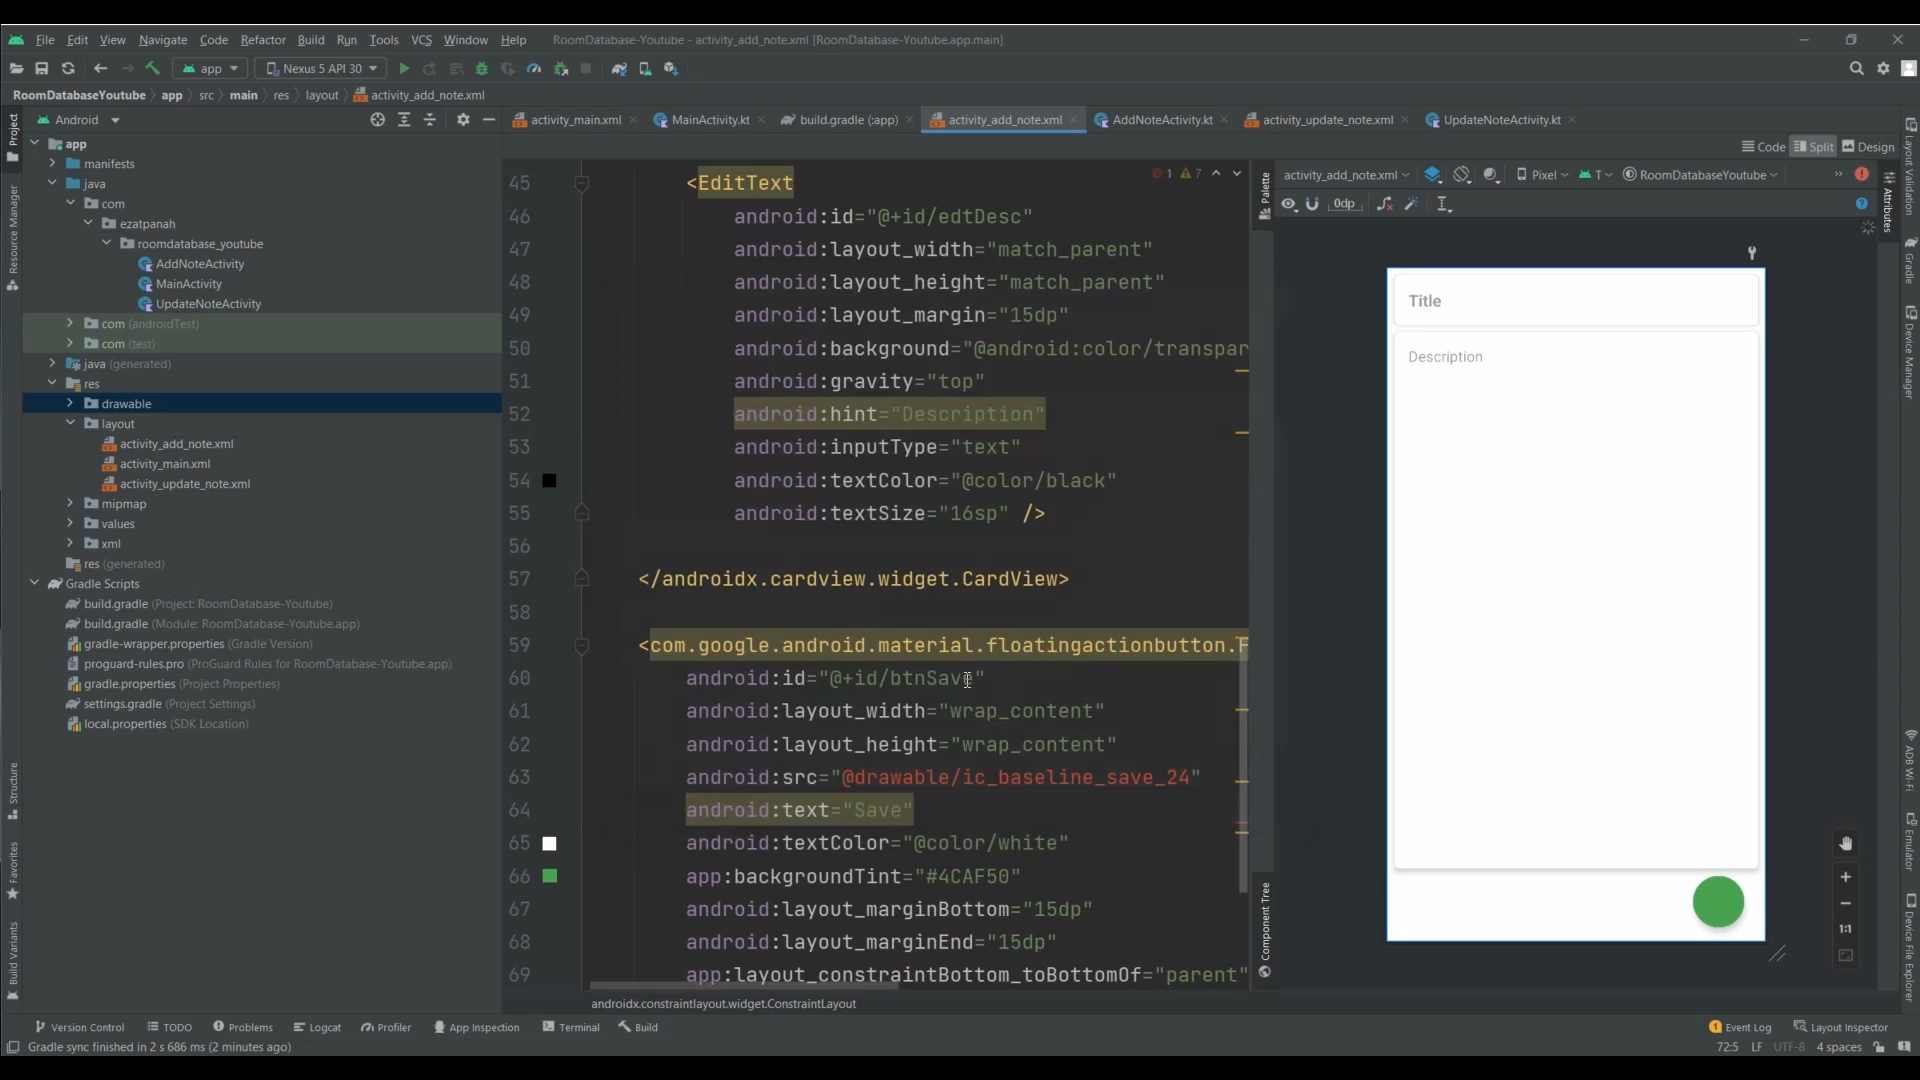 File Edit View Navigate Code Refactor Build Run Tools VCS Window Help RoomDatabase-Youtube - activity_add_note.xml [RoomDatabase-Youtube.app.main]
app Nexus 5 API 30
RoomDatabaseYoutube app src main res layout activity_add_note.xml
Android activity_main.xml MainActivity.kt build.gradle (:app) activity_add_note.xml AddNoteActivity.kt activity_update_note.xml UpdateNoteActivity.kt
Code Split Design
Project
Resource Manager
Structure
Favorites
Build Variants
app
manifests
java
com
ezatpanah
roomdatabase_youtube
AddNoteActivity
MainActivity
UpdateNoteActivity
com (androidTest)
com (test)
java (generated)
res
drawable
layout
activity_add_note.xml
activity_main.xml
activity_update_note.xml
mipmap
values
xml
res (generated)
Gradle Scripts
build.gradle (Project: RoomDatabase-Youtube)
build.gradle (Module: RoomDatabase-Youtube.app)
gradle-wrapper.properties (Gradle Version)
proguard-rules.pro (ProGuard Rules for RoomDatabase-Youtube.app)
gradle.properties (Project Settings)
settings.gradle (Project Settings)
local.properties (SDK Location)
1 7
45 <EditText
46 android:id="@+id/edtDesc"
47 android:layout_width="match_parent"
48 android:layout_height="match_parent"
49 android:layout_margin="15dp"
50 android:background="@android:color/transpar
51 android:gravity="top"
52 android:hint="Description"
53 android:inputType="text"
54 android:textColor="@color/black"
55 android:textSize="16sp" />
56
57 </androidx.cardview.widget.CardView>
58
59 <com.google.android.material.floatingactionbutton.F
60 android:id="@+id/btnSave"
61 android:layout_width="wrap_content"
62 android:layout_height="wrap_content"
63 android:src="@drawable/ic_baseline_save_24"
64 android:text="Save"
65 android:textColor="@color/white"
66 app:backgroundTint="#4CAF50"
67 android:layout_marginBottom="15dp"
68 android:layout_marginEnd="15dp"
69 app:layout_constraintBottom_toBottomOf="parent"
androidx.constraintlayout.widget.ConstraintLayout
Palette
Component Tree
activity_add_note.xml Pixel T RoomDatabaseYoutube
0dp
Title
Description
1:1
Attributes
Layout Validation
Gradle
Device Manager
ADB Wi-Fi
Emulator
Device File Explorer
Version Control TODO Problems Logcat Profiler App Inspection Terminal Build 1 Event Log Layout Inspector
Gradle sync finished in 2 s 686 ms (2 minutes ago) 72:5 LF UTF-8 4 spaces